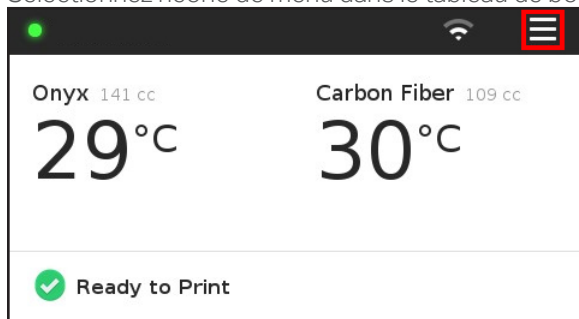 Onyx 141 cc
Carbon Fiber 109 cc
29°C
30°C
Ready to Print